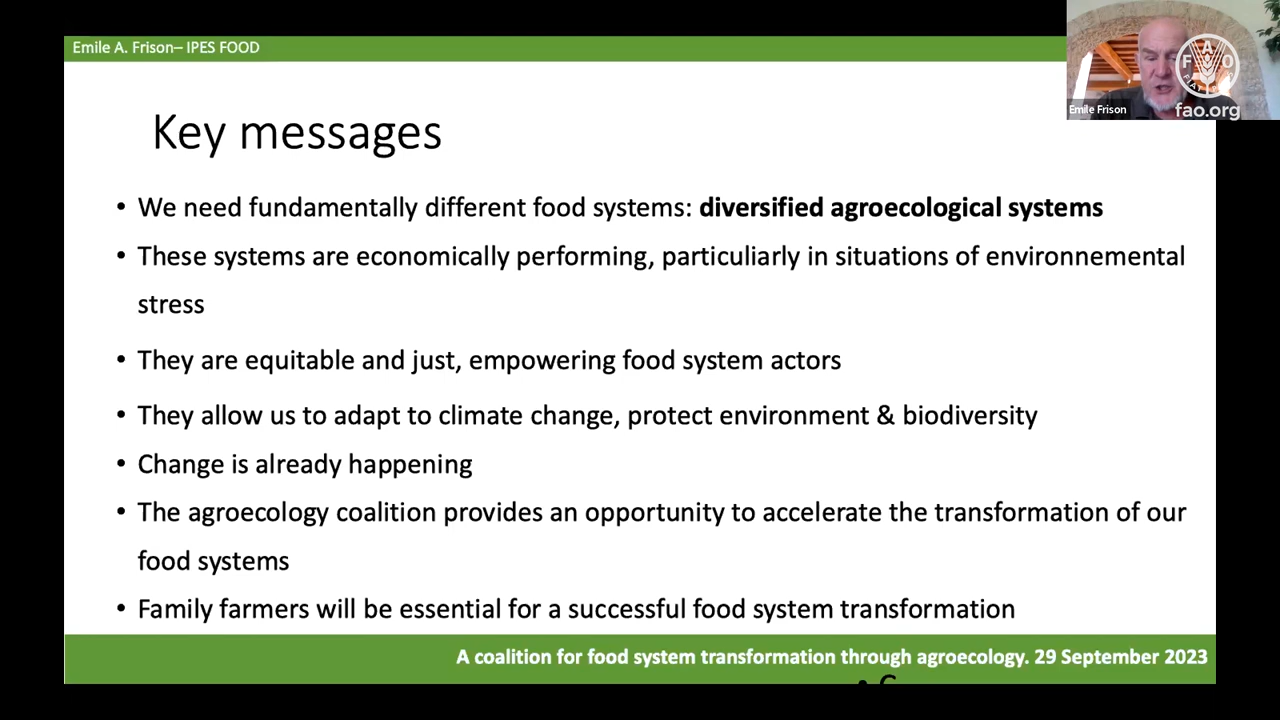 Emile A. Frison– IPES FOOD
Emile Frison
fao.org
Key messages
• We need fundamentally different food systems: diversified agroecological systems
• These systems are economically performing, particuliarly in situations of environnemental
stress
• They are equitable and just, empowering food system actors
• They allow us to adapt to climate change, protect environment & biodiversity
• Change is already happening
• The agroecology coalition provides an opportunity to accelerate the transformation of our
food systems
• Family farmers will be essential for a successful food system transformation
A coalition for food system transformation through agroecology. 29 September 2023